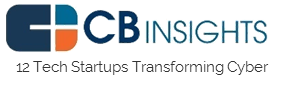 CBINSIGHTS
12 Tech Startups Transforming Cyber